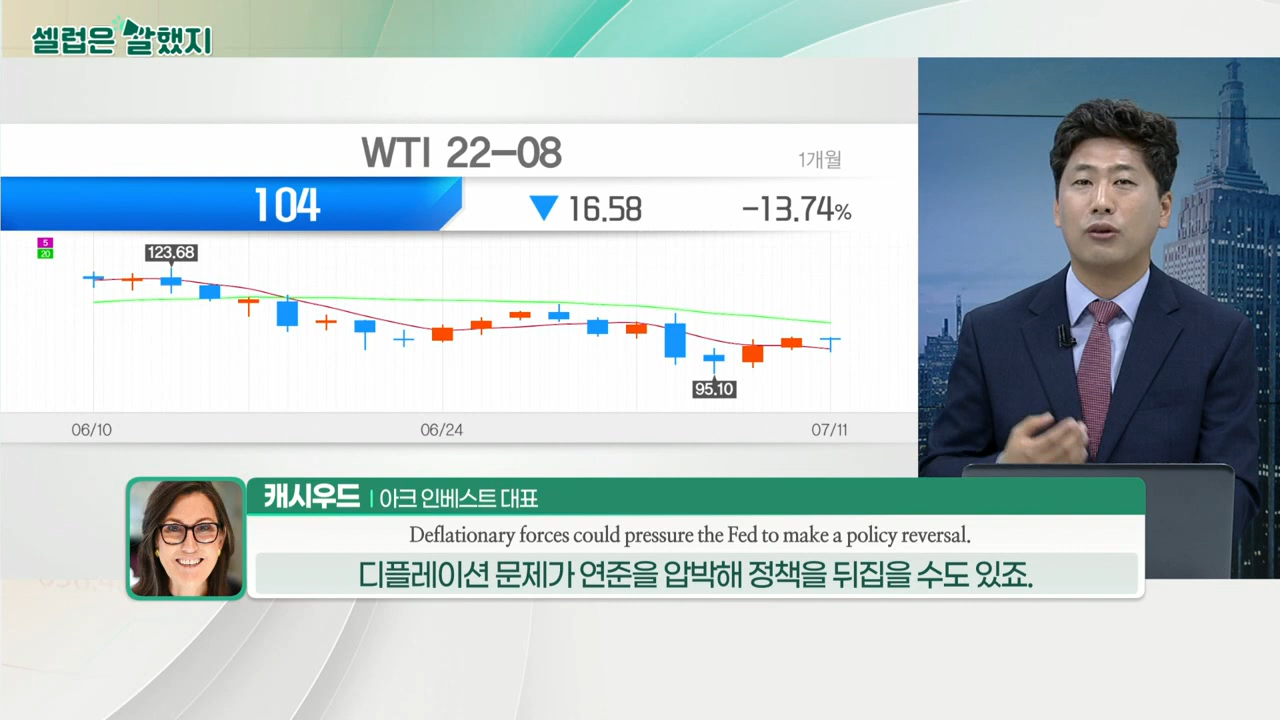 셀럽은 말했지
WTI 22-08
1개월
104
▼ 16.58
-13.74%
5
20
123.68
95.10
06/10
06/24
07/11
캐시우드 | 아크 인베스트 대표
Deflationary forces could pressure the Fed to make a policy reversal.
디플레이션 문제가 연준을 압박해 정책을 뒤집을 수도 있죠.